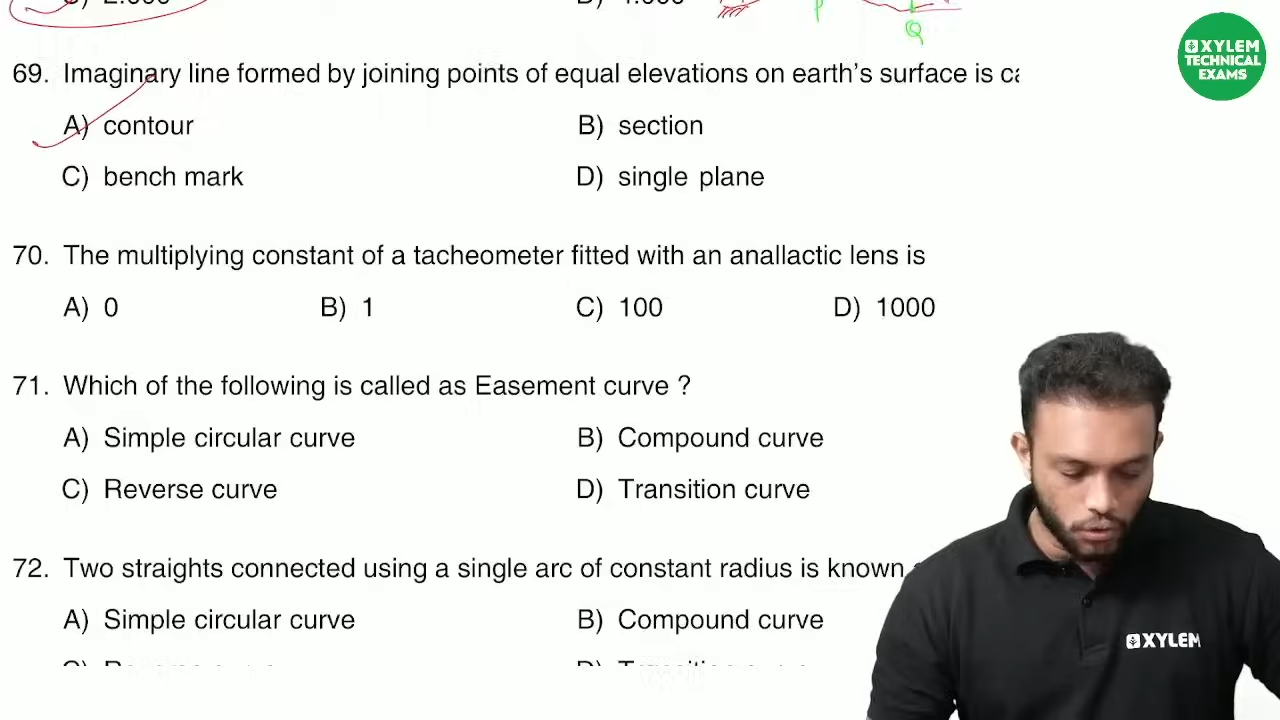 Q
P
XYLEM
TECHNICAL
EXAMS
69. Imaginary line formed by joining points of equal elevations on earth's surface is
A) contour
B) section
C) bench mark
D) single plane
70. The multiplying constant of a tacheometer fitted with an anallactic lens is
A) 0
B) 1
C) 100
D) 1000
71. Which of the following is called as Easement curve ?
A) Simple circular curve
B) Compound curve
C) Reverse curve
D) Transition curve
72. Two straights connected using a single arc of constant radius is known
A) Simple circular curve
B) Compound curve
XYLEM